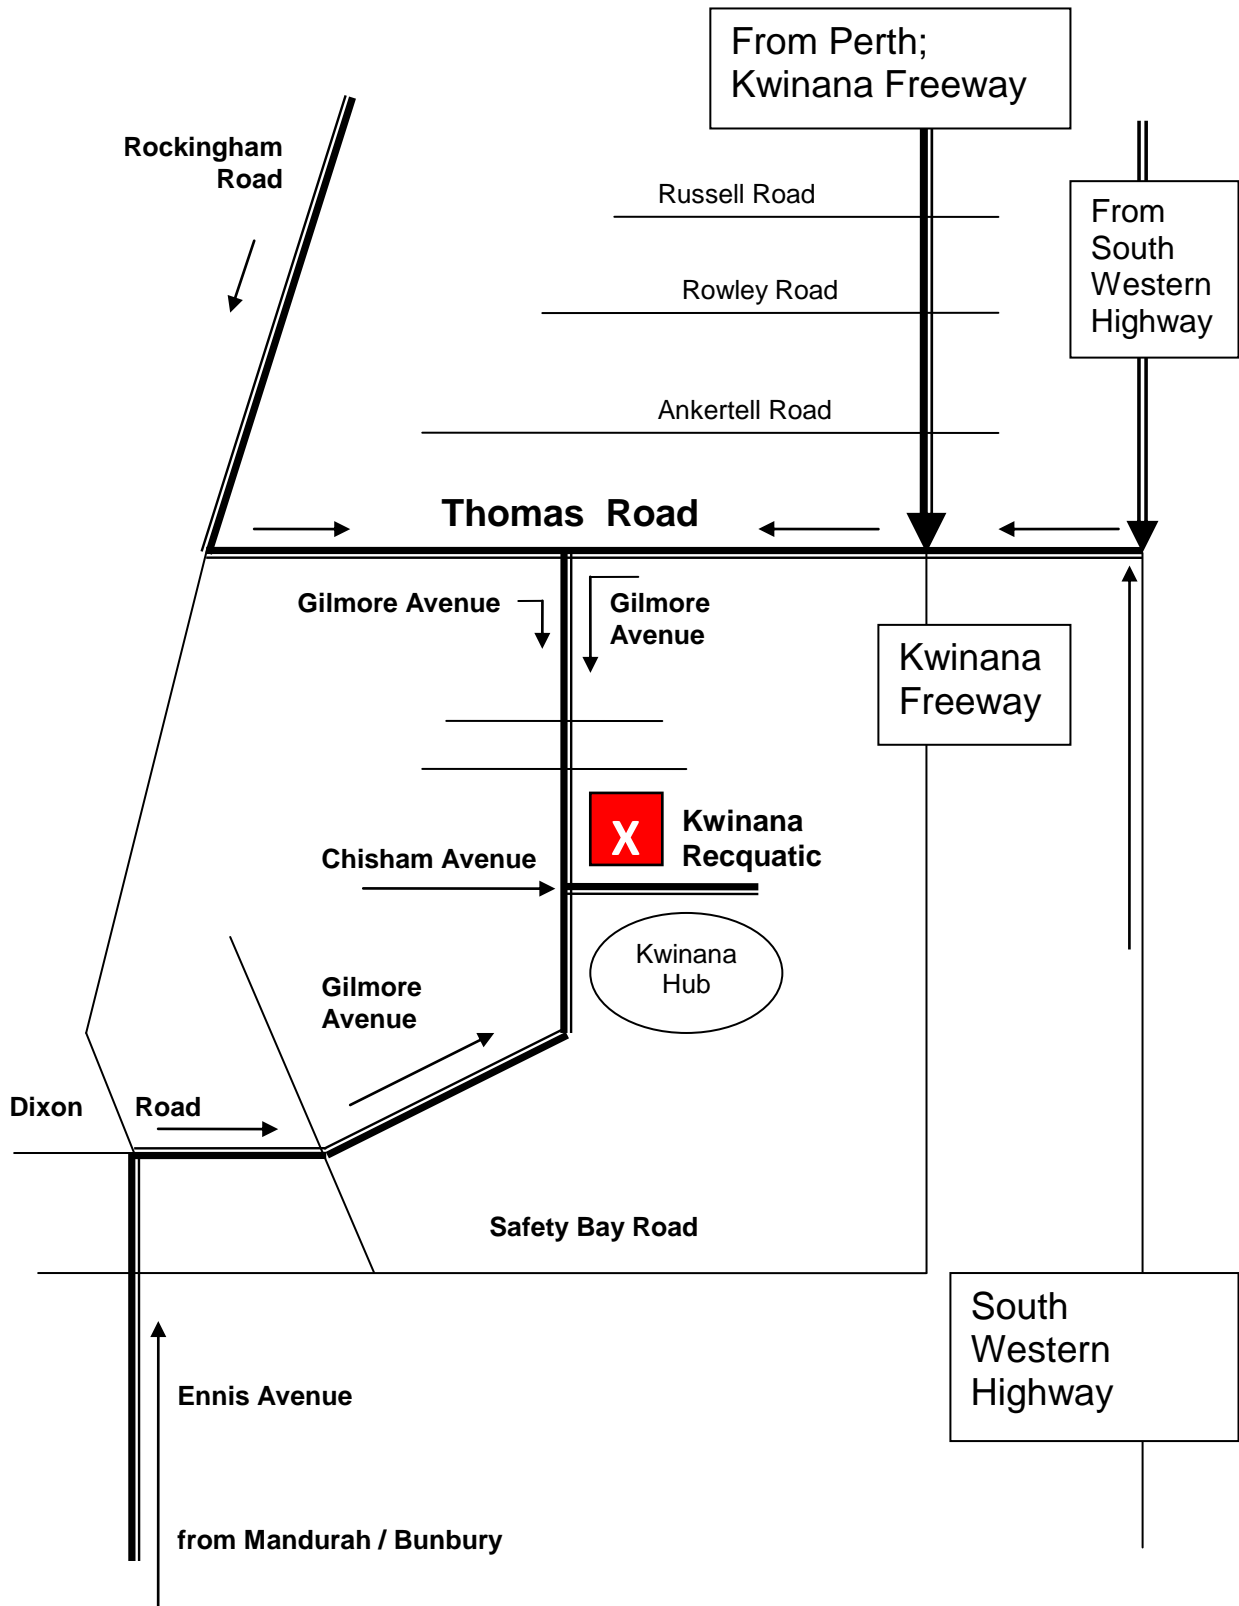 From Perth;
Kwinana Freeway
Rockingham
Road
Russell Road
From
South
Western
Highway
Rowley Road
Ankertell Road
Thomas Road
Gilmore Avenue
Gilmore
Avenue
Kwinana
Freeway
X
Kwinana
Recquatic
Chisham Avenue
Kwinana
Hub
Gilmore
Avenue
Dixon Road
Safety Bay Road
South
Western
Highway
Ennis Avenue
from Mandurah / Bunbury